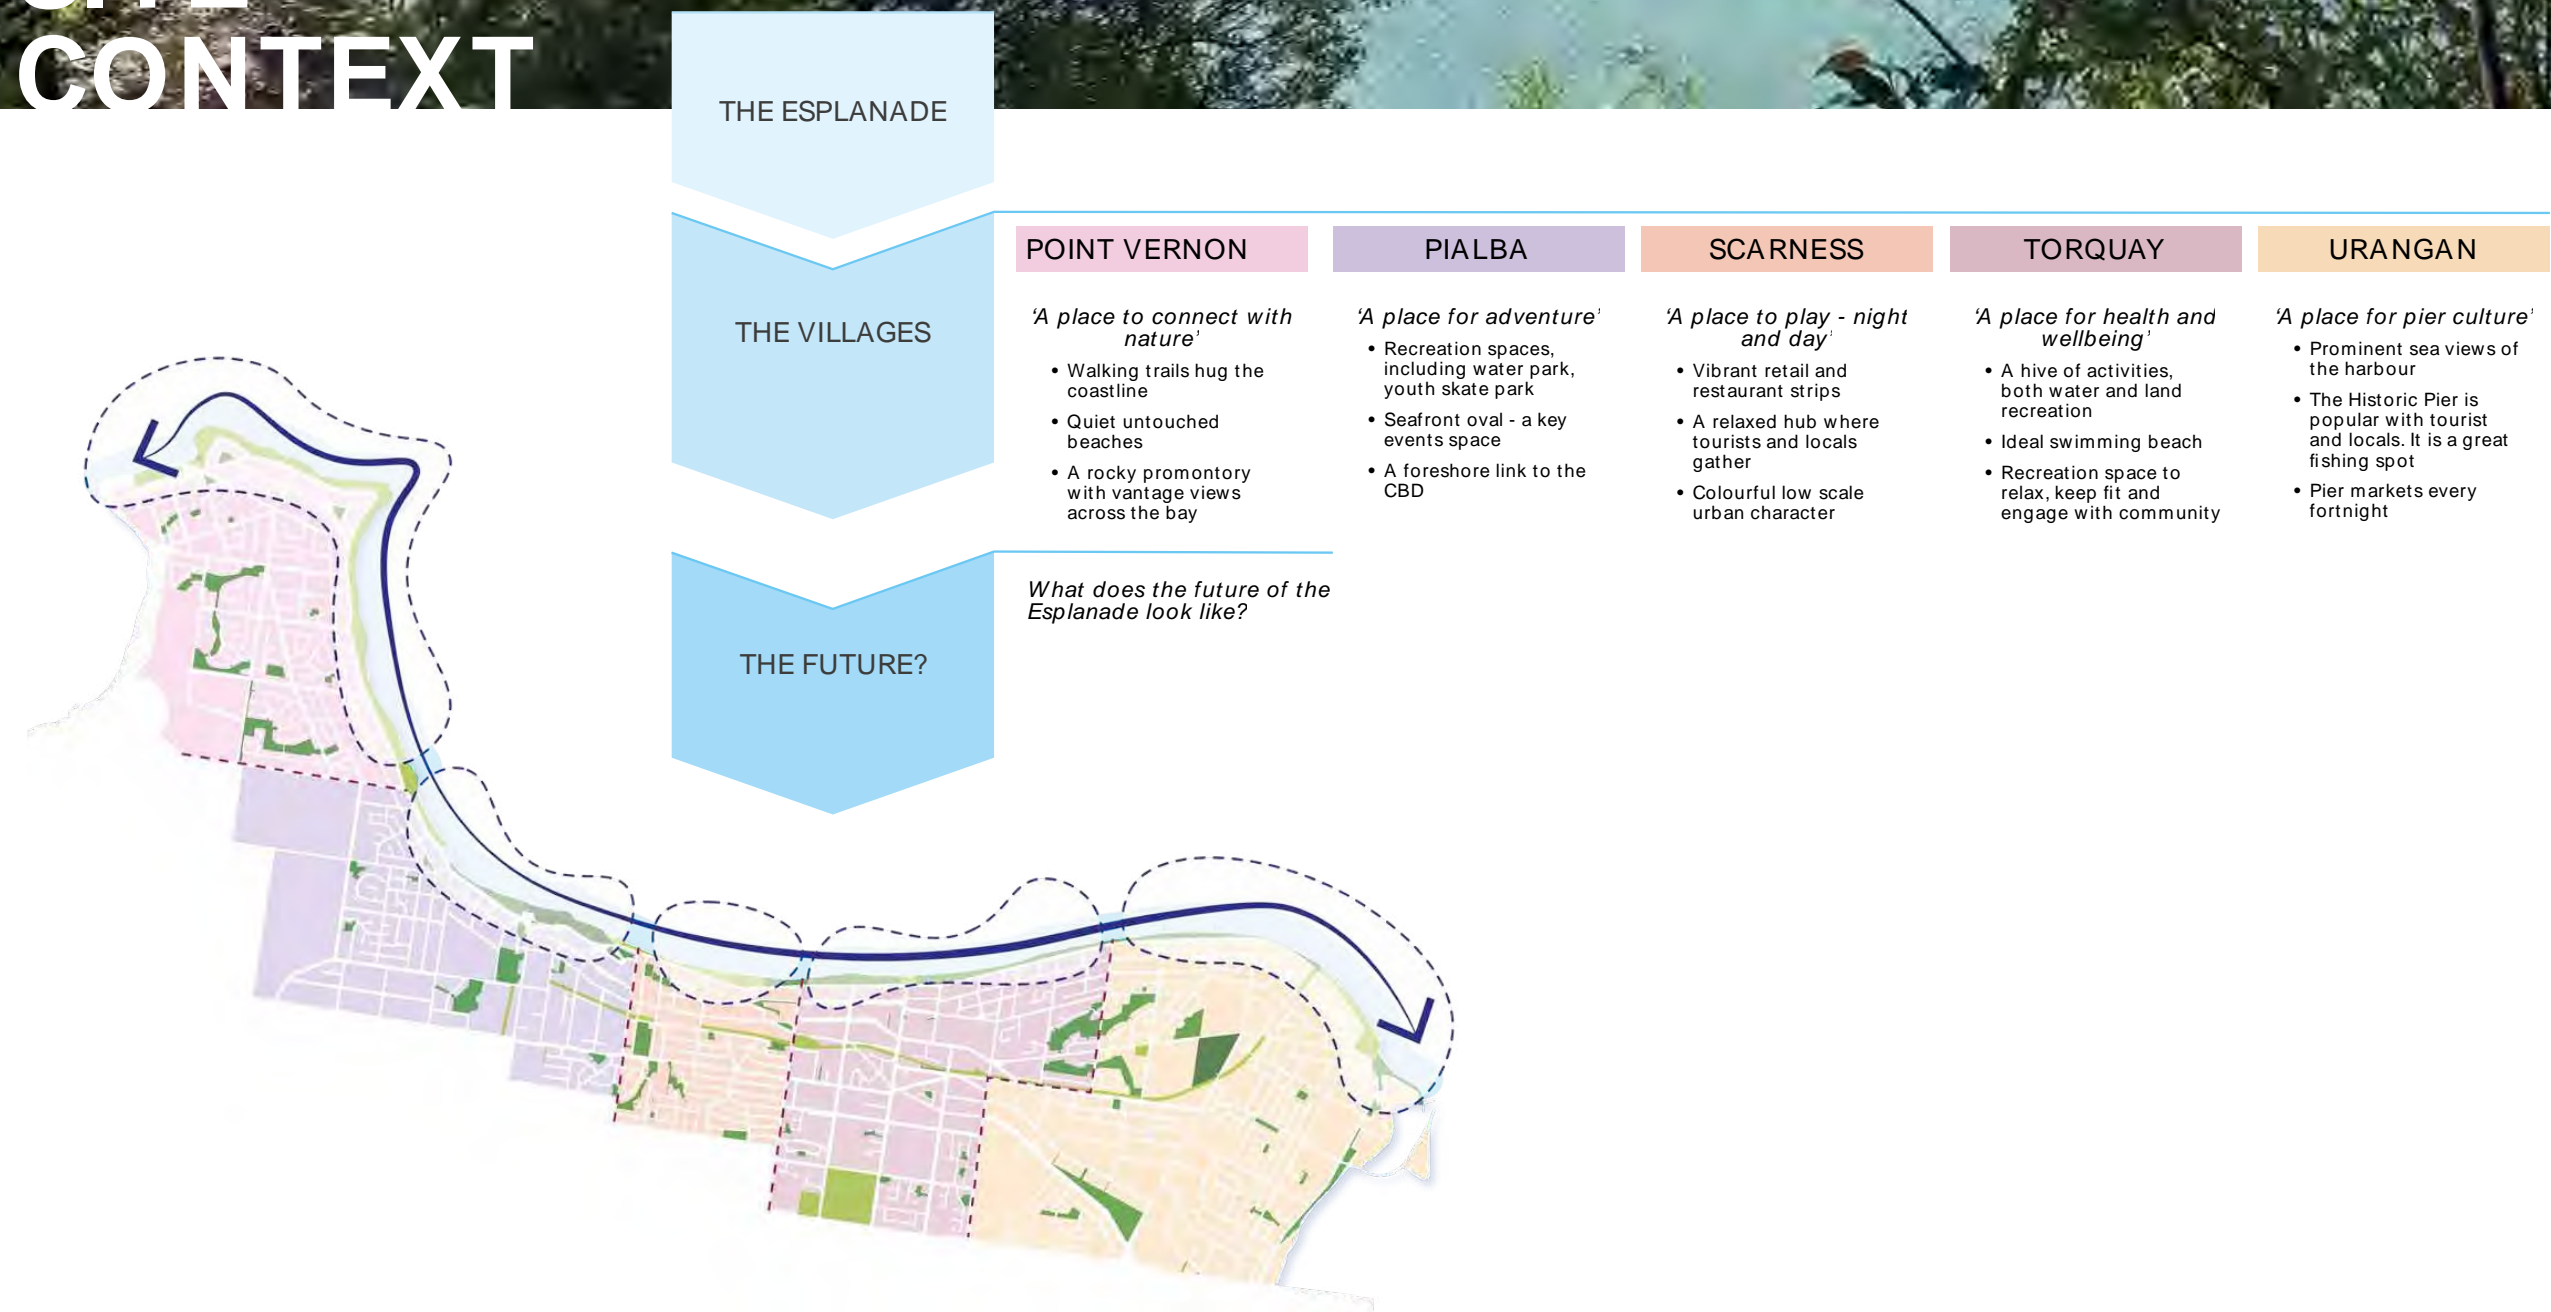 SITE
CONTEXT
THE ESPLANADE
THE VILLAGES
POINT VERNON
'A place to connect with
nature'
• Walking trails hug the
coastline
• Quiet untouched
beaches
• A rocky promontory
with vantage views
across the bay
PIALBA
'A place for adventure'
• Recreation spaces,
including water park,
youth skate park
• Seafront oval - a key
events space
• A foreshore link to the
CBD
SCARNESS
'A place to play - night
and day'
• Vibrant retail and
restaurant strips
• A relaxed hub where
tourists and locals
gather
• Colourful low scale
urban character
TORQUAY
'A place for health and
wellbeing'
• A hive of activities,
both water and land
recreation
• Ideal swimming beach
• Recreation space to
relax, keep fit and
engage with community
URANGAN
'A place for pier culture'
• Prominent sea views of
the harbour
• The Historic Pier is
popular with tourist
and locals. It is a great
fishing spot
• Pier markets every
fortnight
THE FUTURE?
What does the future of the
Esplanade look like?